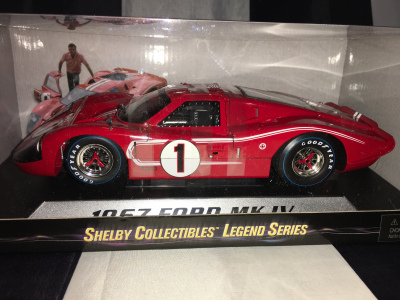 GOODYEAR
1
GOODYEAR
1967 FORD MK IV
SHELBY COLLECTIBLES LEGEND SERIES